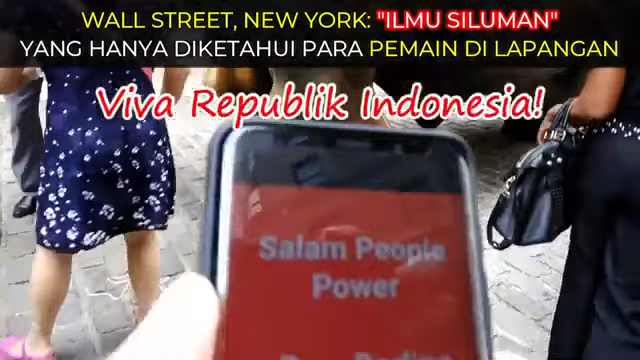 WALL STREET, NEW YORK: "ILMU SILUMAN"
YANG HANYA DIKETAHUI PARA PEMAIN DI LAPANGAN
Viva Republik Indonesia!
Salam People
Power